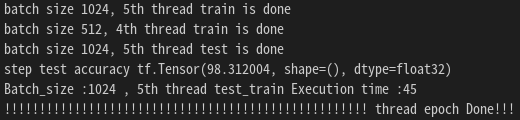 batch size 1024, 5th thread train is done
batch size 512, 4th thread train is done
batch size 1024, 5th thread test is done
step test accuracy tf.Tensor(98.312004, shape=(), dtype=float32)
Batch_size :1024 , 5th thread test_train Execution time :45
!!!!!!!!!!!!!!!!!!!!!!!!!!!!!!!!!!!!!!!!!!!!!!!!!!!! thread epoch Done!!!